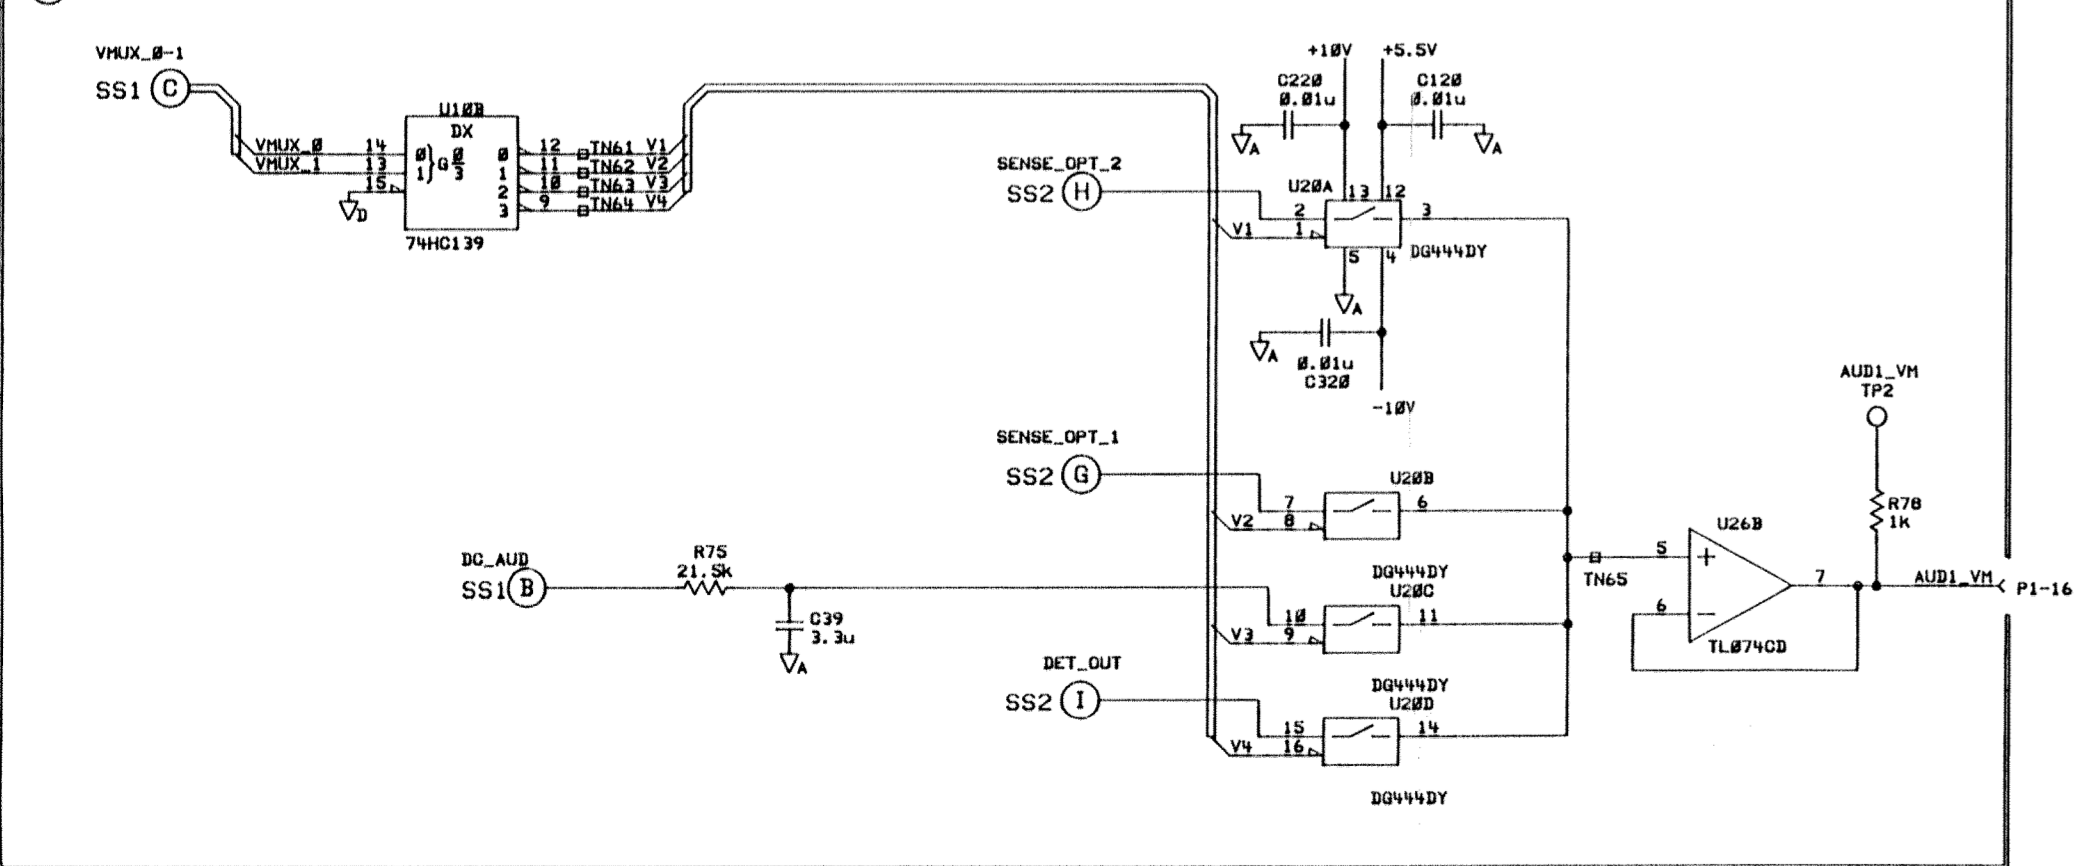 VMUX_0-1
SS1 C
VMUX_0 14
VMUX_1 13
15
D
U10B
DX
0
1
G 0
3
0
1
2
3
74HC139
12 TN61 V1
11 TN62 V2
10 TN63 V3
9 TN64 V4
+10V +5.5V
C220
0.01u
C120
0.01u
A
A
SENSE_OPT_2
SS2 H
U20A
13 12
2
V1 1
3
5 4
DG444DY
A
A
0.01u
C320
-10V
SENSE_OPT_1
SS2 G
U20B
7
V2 8
6
DC_AUD
SS1 B
R75
21.5k
C39
3.3u
A
DG444DY
U20C
10
V3 9
11
DET_OUT
SS2 I
DG444DY
U20D
15
V4 16
14
DG444DY
TN65
U26B
5 +
6 -
7
TL074CD
AUD1_VM
TP2
R78
1k
AUD1_VM
P1-16